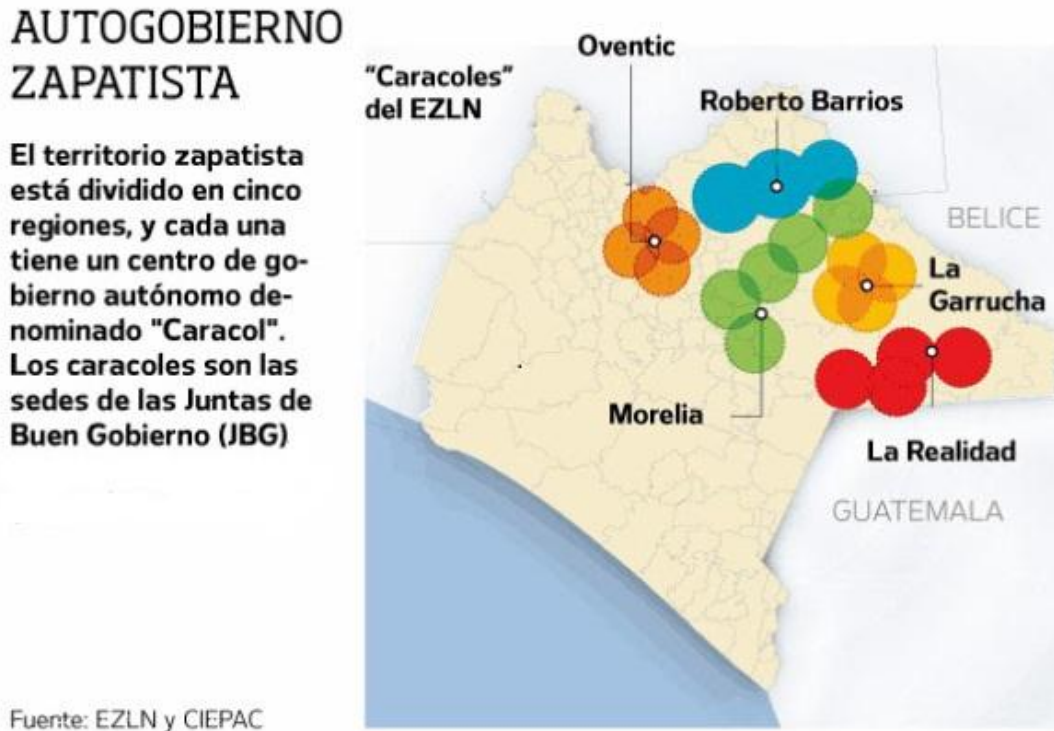 AUTOGOBIERNO
ZAPATISTA
El territorio zapatista
está dividido en cinco
regiones, y cada una
tiene un centro de go-
bierno autónomo de-
nominado "Caracol".
Los caracoles son las
sedes de las Juntas de
Buen Gobierno (JBG)
Fuente: EZLN y CIEPAC
"Caracoles"
del EZLN
Oventic
Roberto Barrios
BELICE
La
Garrucha
Morelia
La Realidad
GUATEMALA